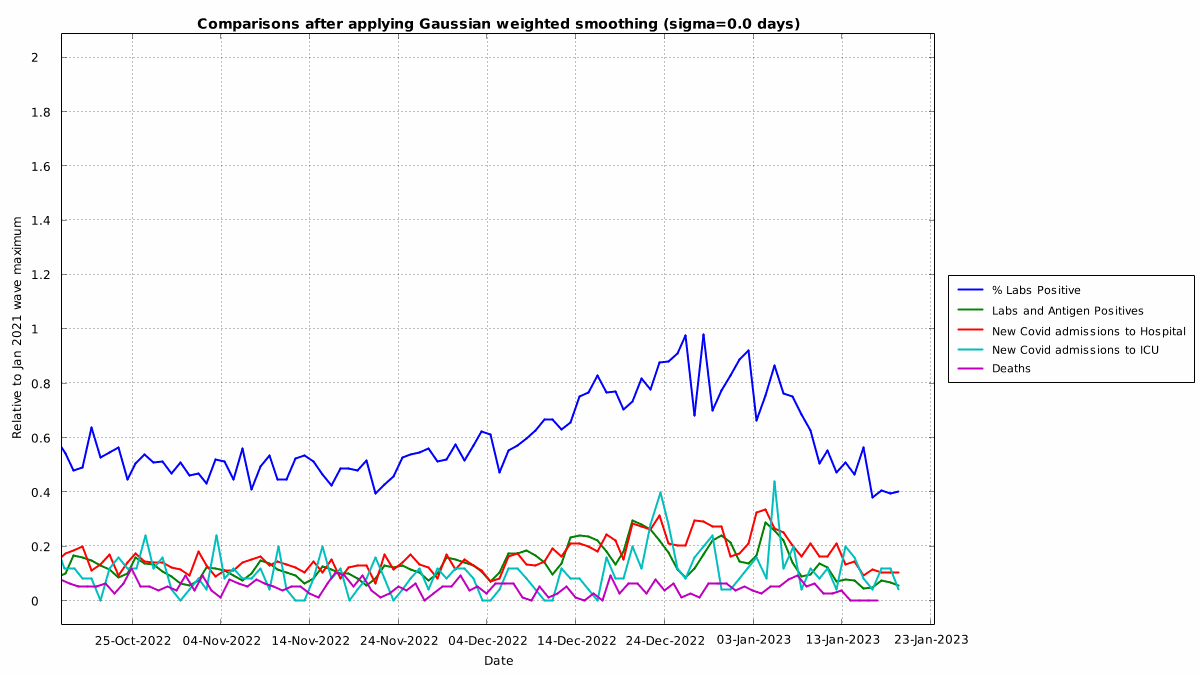 Comparisons after applying Gaussian weighted smoothing (sigma=0.0 days)
2
1.8
1.6
1.4
1.2
1
0.8
0.6
0.4
0.2
0
Relative to Jan 2021 wave maximum
25-Oct-2022 04-Nov-2022 14-Nov-2022 24-Nov-2022 04-Dec-2022 14-Dec-2022 24-Dec-2022 03-Jan-2023 13-Jan-2023 23-Jan-2023
Date
% Labs Positive
Labs and Antigen Positives
New Covid admissions to Hospital
New Covid admissions to ICU
Deaths